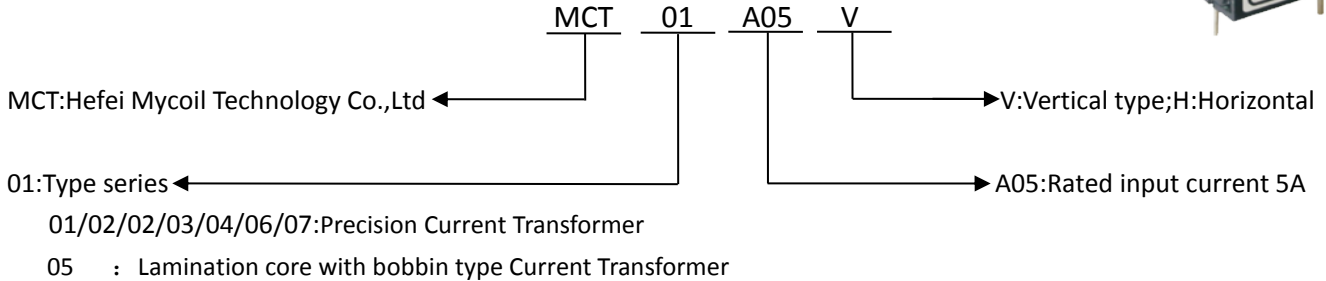 MCT 01 A05 V
MCT:Hefei Mycoil Technology Co.,Ltd
V:Vertical type;H:Horizontal
01:Type series
A05:Rated input current 5A
01/02/02/03/04/06/07:Precision Current Transformer
05 ：Lamination core with bobbin type Current Transformer